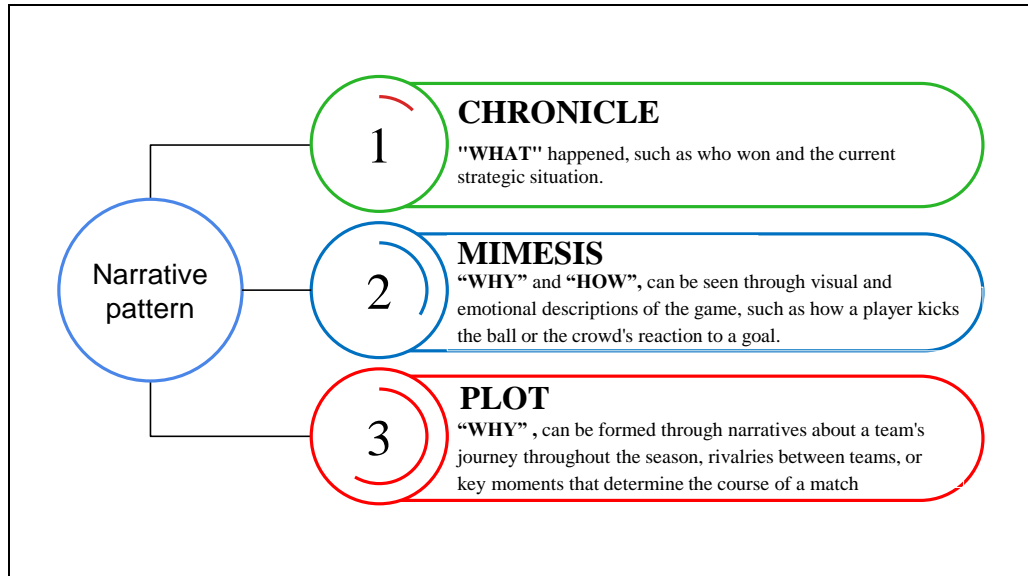 Narrative
pattern
1
CHRONICLE
"WHAT" happened, such as who won and the current
strategic situation.
2
MIMESIS
“WHY” and “HOW”, can be seen through visual and
emotional descriptions of the game, such as how a player kicks
the ball or the crowd's reaction to a goal.
3
PLOT
“WHY” , can be formed through narratives about a team's
journey throughout the season, rivalries between teams, or
key moments that determine the course of a match